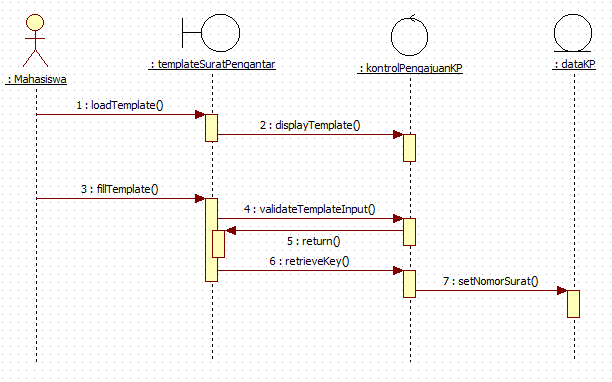 : Mahasiswa
: templateSuratPengantar
: kontrolPengajuanKP
: dataKP
1 : loadTemplate()
2 : displayTemplate()
3 : fillTemplate()
4 : validateTemplateInput()
5 : return()
6 : retrieveKey()
7 : setNomorSurat()